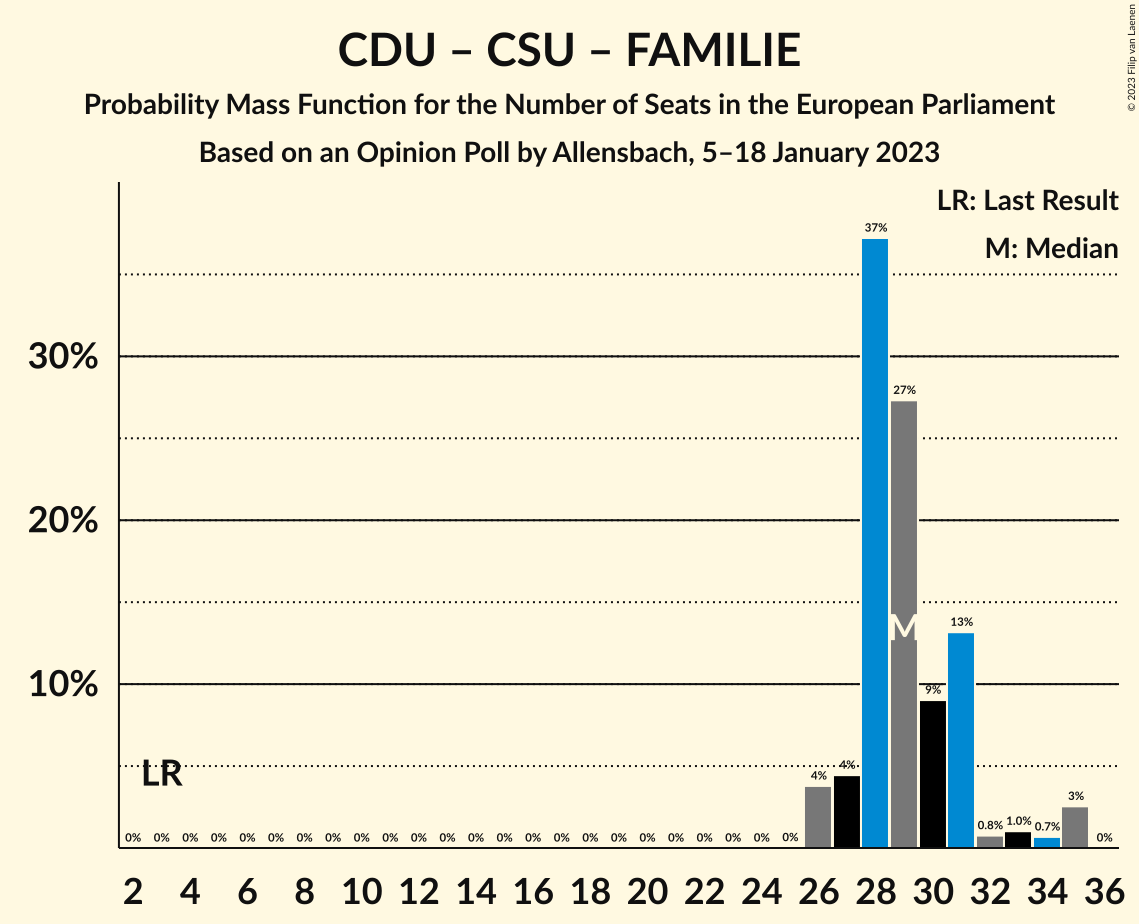 CDU – CSU – FAMILIE
Probability Mass Function for the Number of Seats in the European Parliament
Based on an Opinion Poll by Allensbach, 5–18 January 2023
© 2023 Filip van Laenen
LR: Last Result
M: Median
37%
30%
27%
20%
M
13%
10%
9%
LR
4%
4%
3%
0.8%
1.0%
0.7%
0% 0% 0% 0% 0% 0% 0% 0% 0% 0% 0% 0% 0% 0% 0% 0% 0% 0% 0% 0% 0% 0% 0% 0% 0%
2 4 6 8 10 12 14 16 18 20 22 24 26 28 30 32 34 36